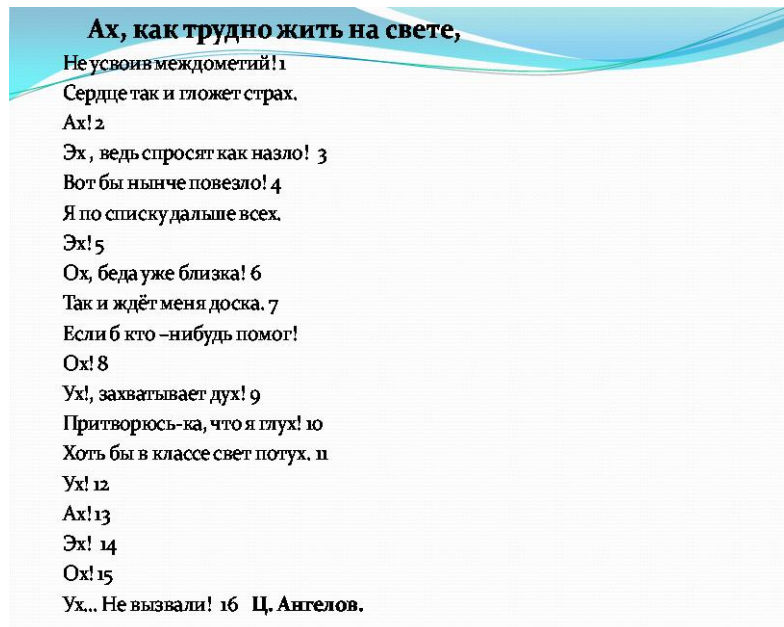 Ах, как трудно жить на свете,
Не усвоив междометий!1
Сердце так и гложет страх.
Ах! 2
Эх , ведь спросят как назло! 3
Вот бы нынче повезло! 4
Я по списку дальше всех.
Эх! 5
Ох, беда уже близка! 6
Так и ждёт меня доска. 7
Если б кто –нибудь помог!
Ох! 8
Ух!, захватывает дух! 9
Притворюсь-ка, что я глух! 10
Хоть бы в классе свет потух. 11
Ух! 12
Ах!13
Эх! 14
Ох!15
Ух... Не вызвали! 16 Ц. Ангелов.